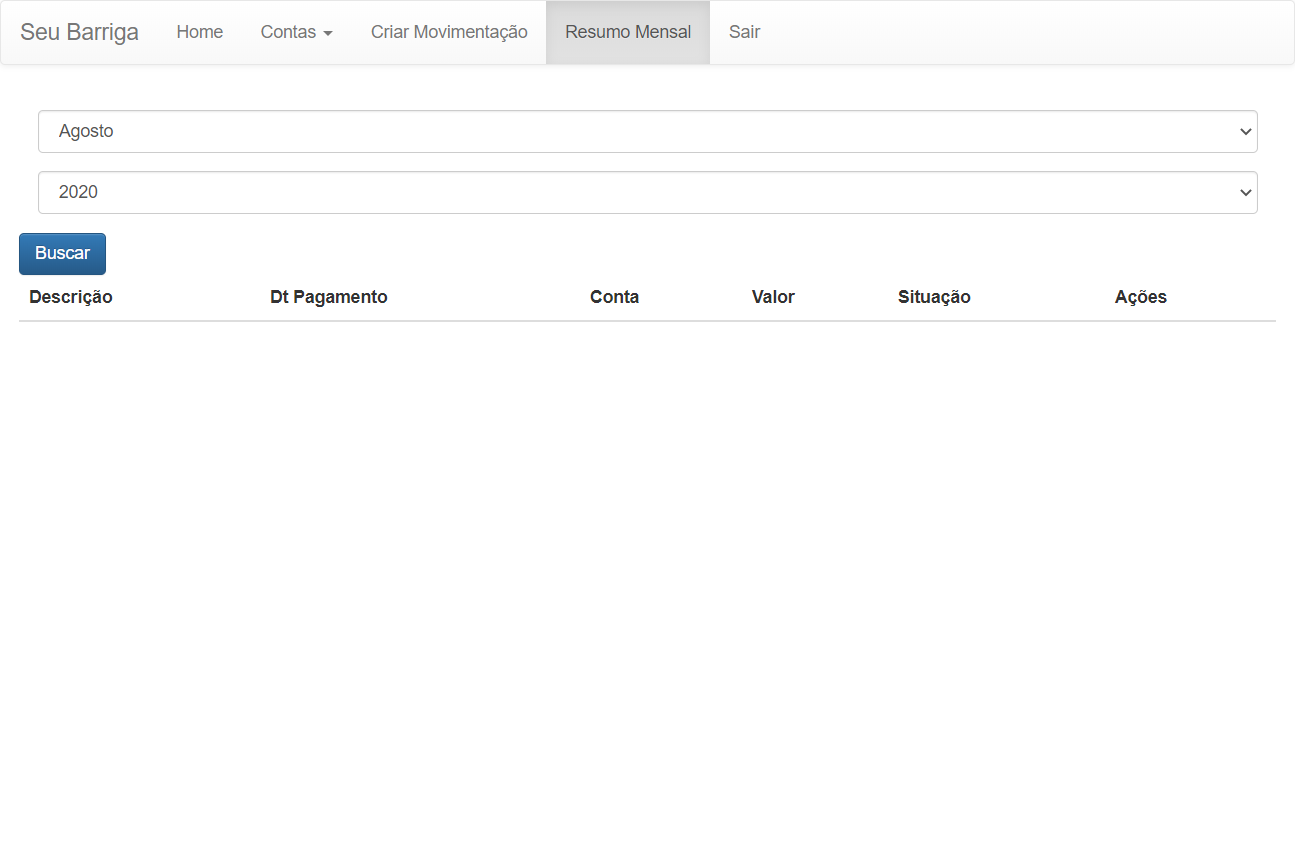 Seu Barriga Home Contas Criar Movimentação Resumo Mensal Sair
Agosto
2020
Buscar
Descrição Dt Pagamento Conta Valor Situação Ações